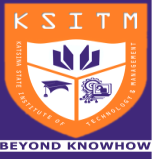 KSITM
KATSINA STATE INSTITUTE OF TECHNOLOGY & MANAGEMENT
BEYOND KNOWHOW